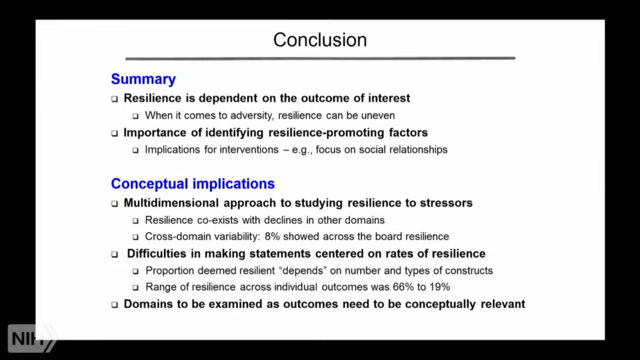 Conclusion
Summary
Resilience is dependent on the outcome of interest
When it comes to adversity, resilience can be uneven
Importance of identifying resilience-promoting factors
Implications for interventions – e.g., focus on social relationships
Conceptual implications
Multidimensional approach to studying resilience to stressors
Resilience co-exists with declines in other domains
Cross-domain variability: 8% showed across the board resilience
Difficulties in making statements centered on rates of resilience
Proportion deemed resilient "depends" on number and types of constructs
Range of resilience across individual outcomes was 66% to 19%
Domains to be examined as outcomes need to be conceptually relevant
NIH